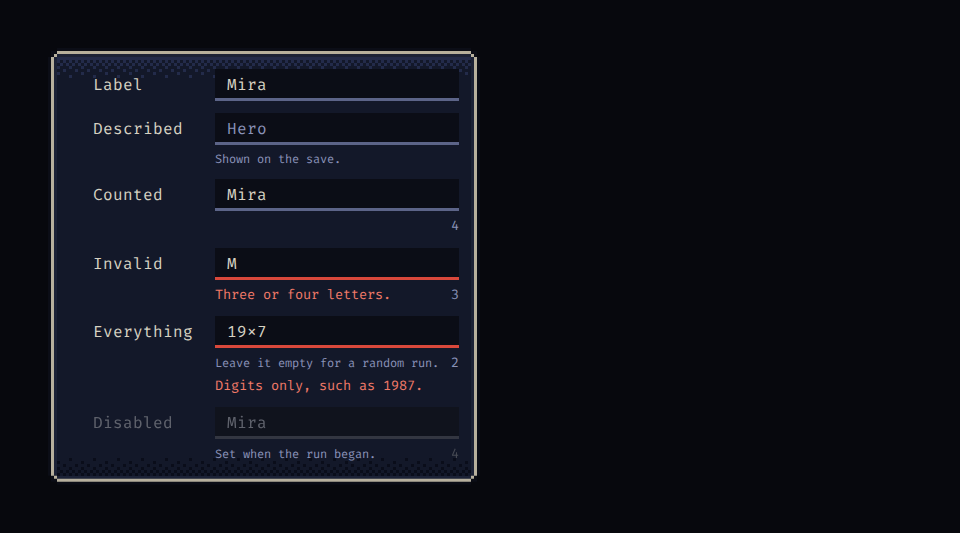 Label Mira
Described Hero
Shown on the save.
Counted Mira
4
Invalid M
Three or four letters. 3
Everything 19×7
Leave it empty for a random run. 2
Digits only, such as 1987.
Disabled Mira
Set when the run began. 4